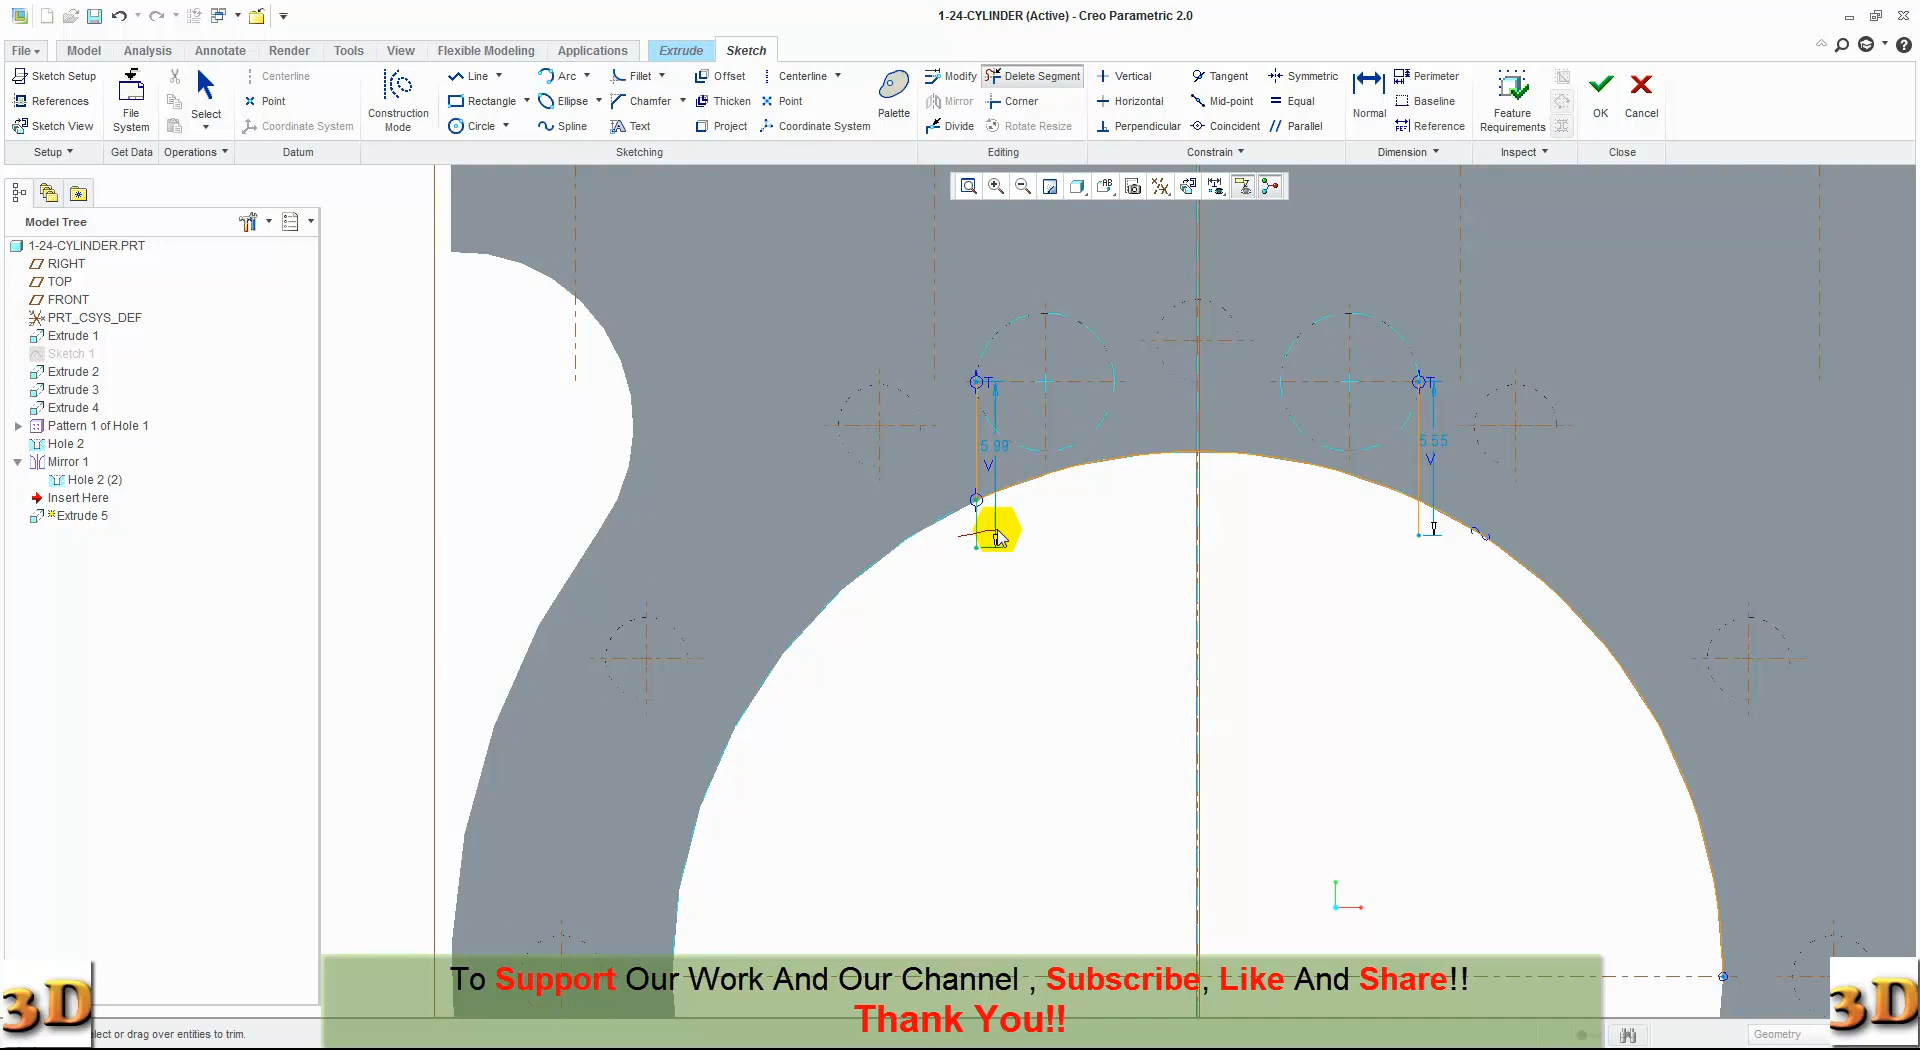 1-24-CYLINDER (Active) - Creo Parametric 2.0
File Model Analysis Annotate Render Tools View Flexible Modeling Applications Extrude Sketch
Sketch Setup
References
Sketch View
Setup
File System
Get Data
Select
Operations
Centerline
Point
Coordinate System
Datum
Construction Mode
Line Arc Fillet Offset Centerline
Rectangle Ellipse Chamfer Thicken Point
Circle Spline Text Project Coordinate System
Palette
Sketching
Modify Delete Segment
Mirror Corner
Divide Rotate Resize
Editing
Vertical Tangent Symmetric
Horizontal Mid-point Equal
Perpendicular Coincident Parallel
Constrain
Normal
Perimeter
Baseline
Reference
Dimension
Feature Requirements
Inspect
OK Cancel
Close
Model Tree
1-24-CYLINDER.PRT
RIGHT
TOP
FRONT
PRT_CSYS_DEF
Extrude 1
Sketch 1
Extrude 2
Extrude 3
Extrude 4
Pattern 1 of Hole 1
Hole 2
Mirror 1
Hole 2 (2)
Insert Here
Extrude 5
T T
5.99 5.55
V V
To Support Our Work And Our Channel , Subscribe, Like And Share!!
Thank You!!
3D 3D
elect or drag over entities to trim.
Geometry